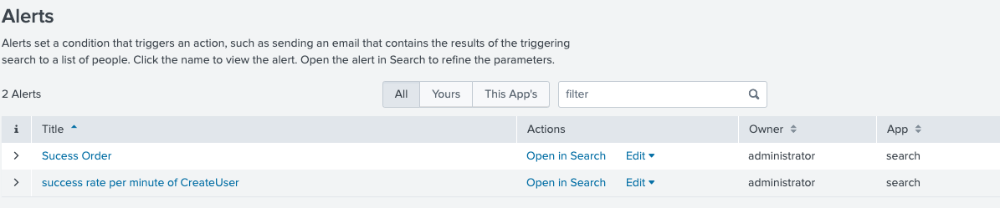 Alerts
Alerts set a condition that triggers an action, such as sending an email that contains the results of the triggering
search to a list of people. Click the name to view the alert. Open the alert in Search to refine the parameters.
2 Alerts All Yours This App's filter
i Title Actions Owner App
Sucess Order Open in Search Edit administrator search
success rate per minute of CreateUser Open in Search Edit administrator search